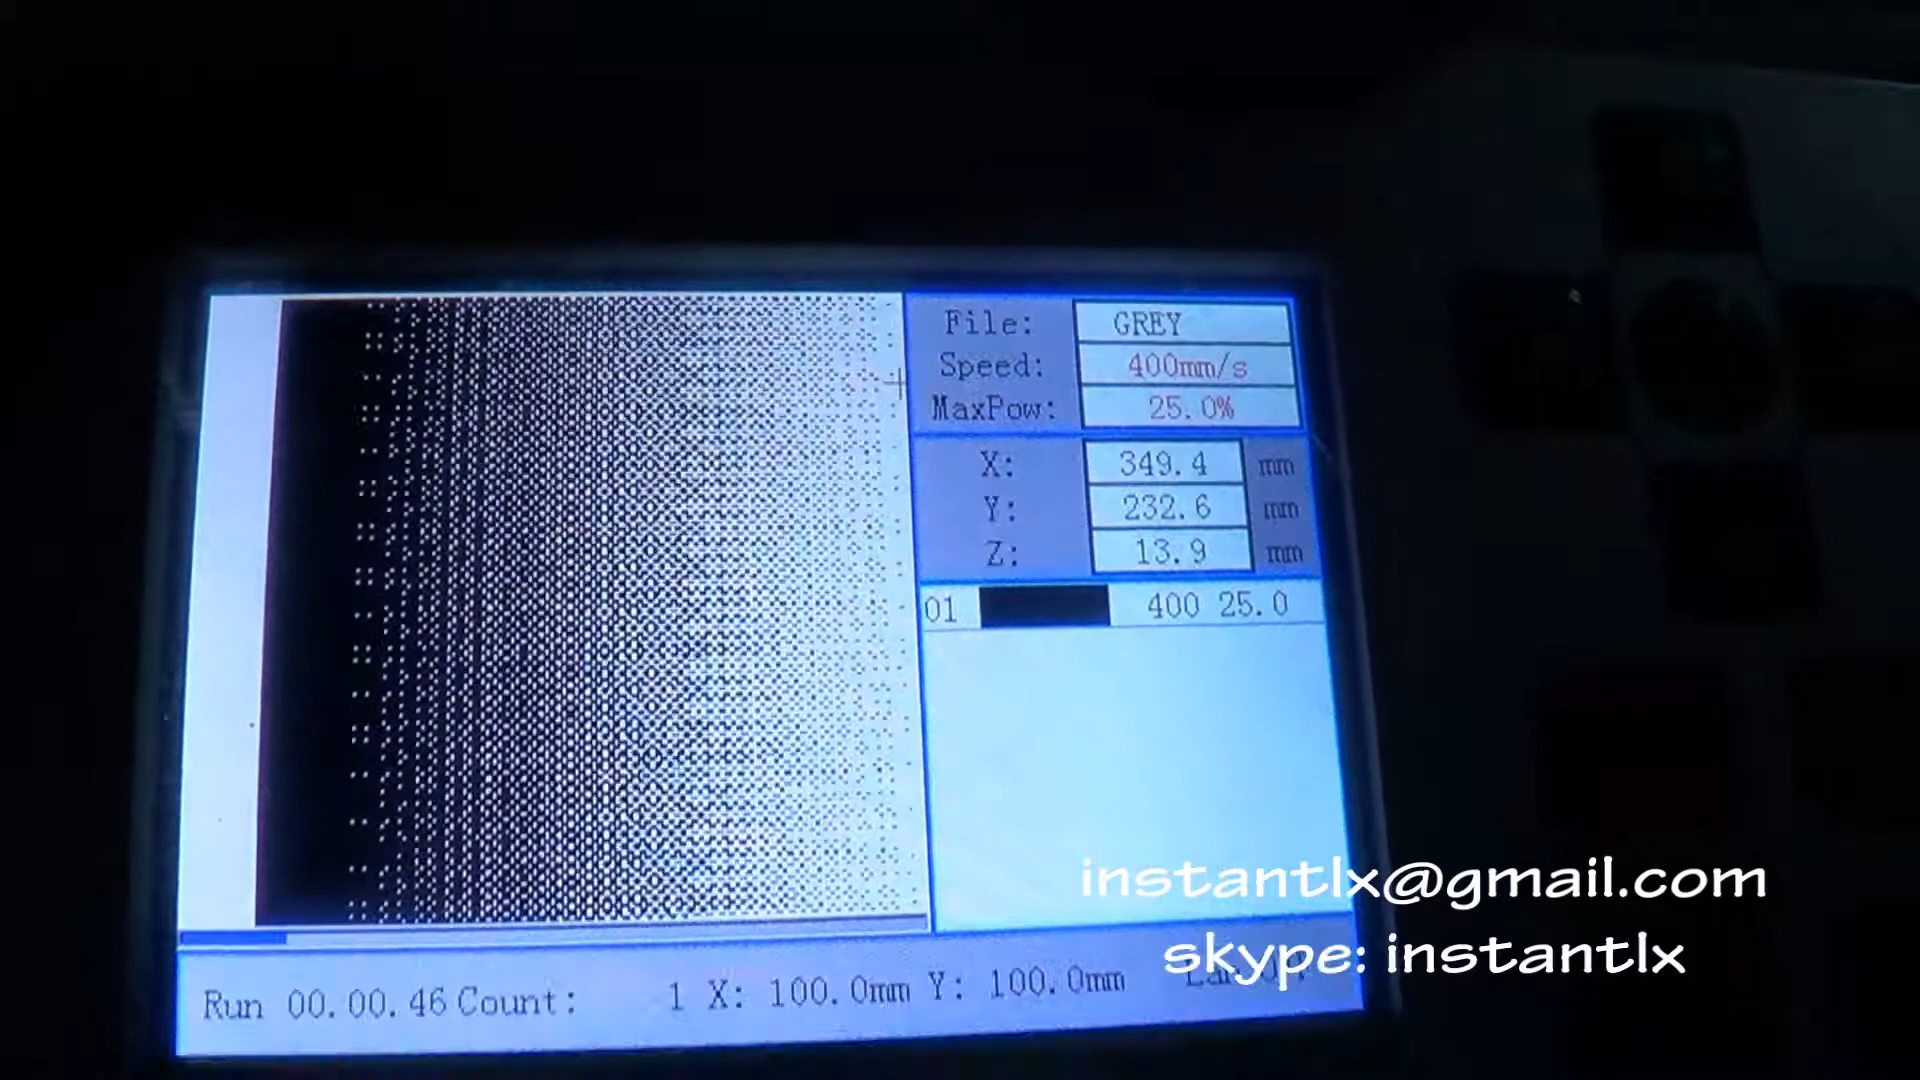 File: GREY
Speed: 400mm/s
MaxPow: 25.0%
X: 349.4 mm
Y: 232.6 mm
Z: 13.9 mm
01 400 25.0
Run 00.00.46 Count: 1 X: 100.0mm Y: 100.0mm
instantlx@gmail.com
skype: instantlx